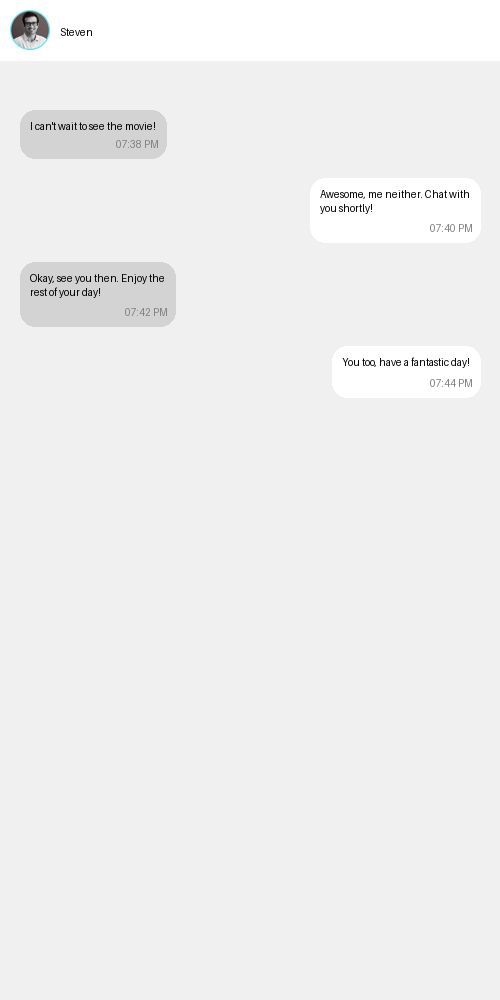 Steven
I can't wait to see the movie!
07:38 PM
Awesome, me neither. Chat with
you shortly!
07:40 PM
Okay, see you then. Enjoy the
rest of your day!
07:42 PM
You too, have a fantastic day!
07:44 PM